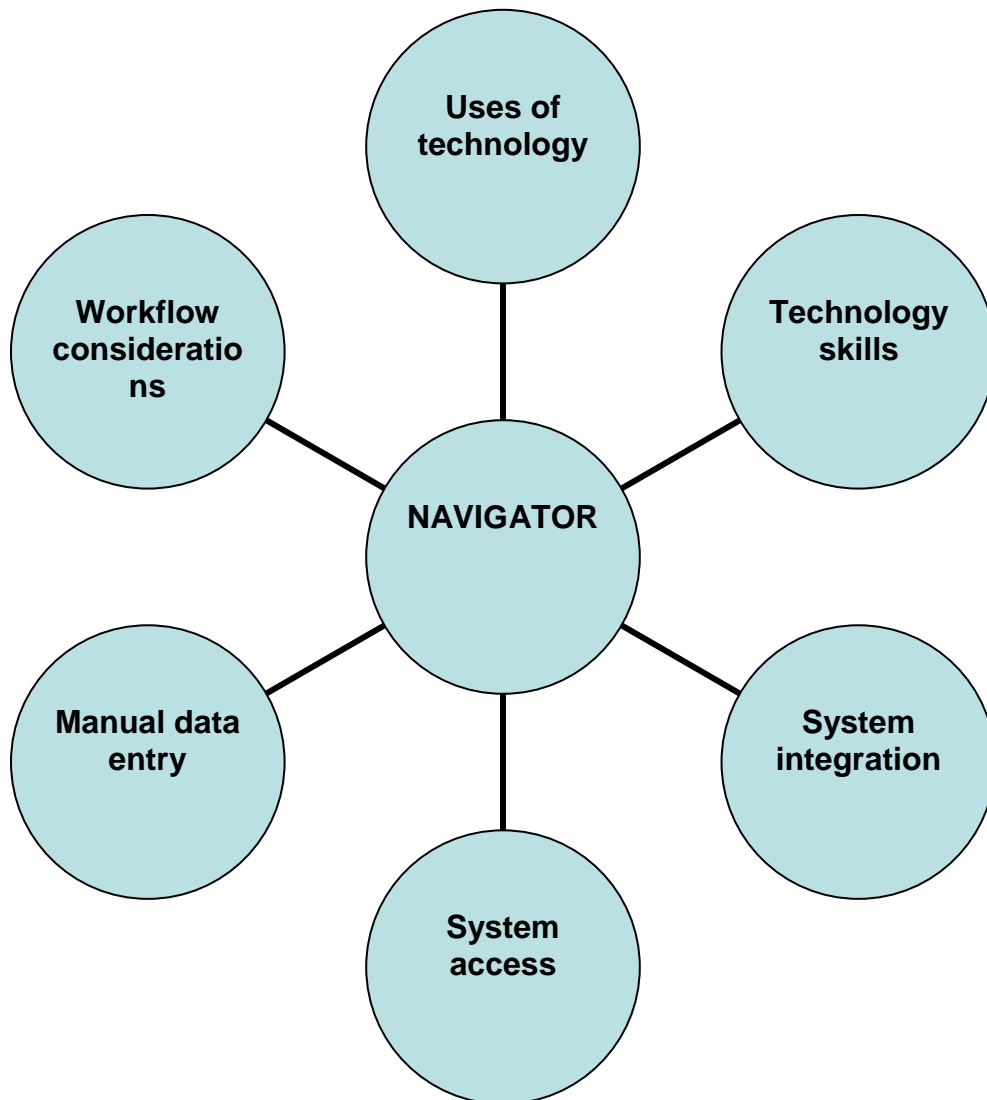 Uses of
technology
Workflow
consideratio
ns
Technology
skills
NAVIGATOR
Manual data
entry
System
integration
System
access